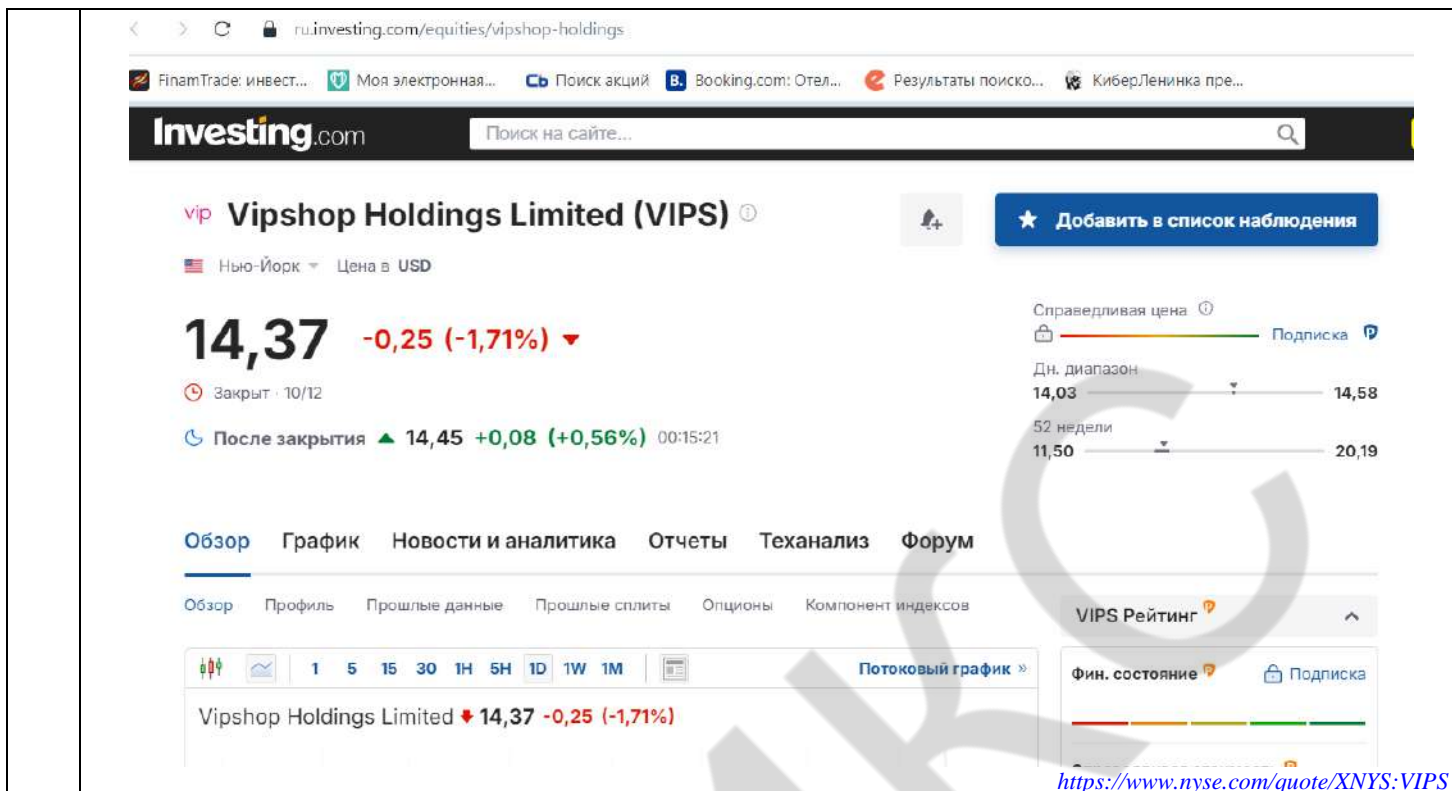 ru.investing.com/equities/vipshop-holdings
FinamTrade: инвест... Моя электронная... Сь Поиск акций B. Booking.com: Отел... Результаты поиско... КиберЛенинка пре...
Investing.com Поиск на сайте...
vip Vipshop Holdings Limited (VIPS)
Добавить в список наблюдения
Нью-Йорк Цена в USD
14,37 -0,25 (-1,71%)
Справедливая цена
Подписка
Закрыт · 10/12
Дн. диапазон
14,03 14,58
После закрытия 14,45 +0,08 (+0,56%) 00:15:21
52 недели
11,50 20,19
Обзор График Новости и аналитика Отчеты Теханализ Форум
Обзор Профиль Прошлые данные Прошлые сплиты Опционы Компонент индексов
VIPS Рейтинг
1 5 15 30 1H 5H 1D 1W 1M Потоковый график »
Фин. состояние Подписка
Vipshop Holdings Limited 14,37 -0,25 (-1,71%)
https://www.nyse.com/quote/XNYS:VIPS